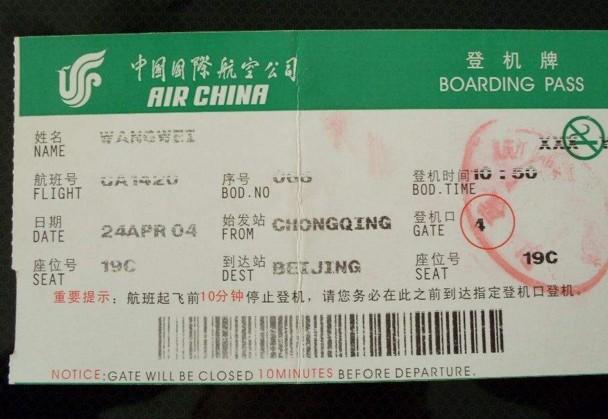 中国国際航空公司
AIR CHINA
登机牌
BOARDING PASS
姓名 WANGWEI
NAME
航班号 CA1420 序号 068 登机时间 10:50
FLIGHT BOD.NO BOD.TIME
日期 24APR 04 始发站 CHONGQING 登机口 4
DATE FROM GATE
座位号 19C 到达站 BEIJING 座位号 19C
SEAT DEST SEAT
重要提示：航班起飞前10分钟停止登机，请您务必在此之前到达指定登机口登机.
NOTICE:GATE WILL BE CLOSED 10MINUTES BEFORE DEPARTURE.